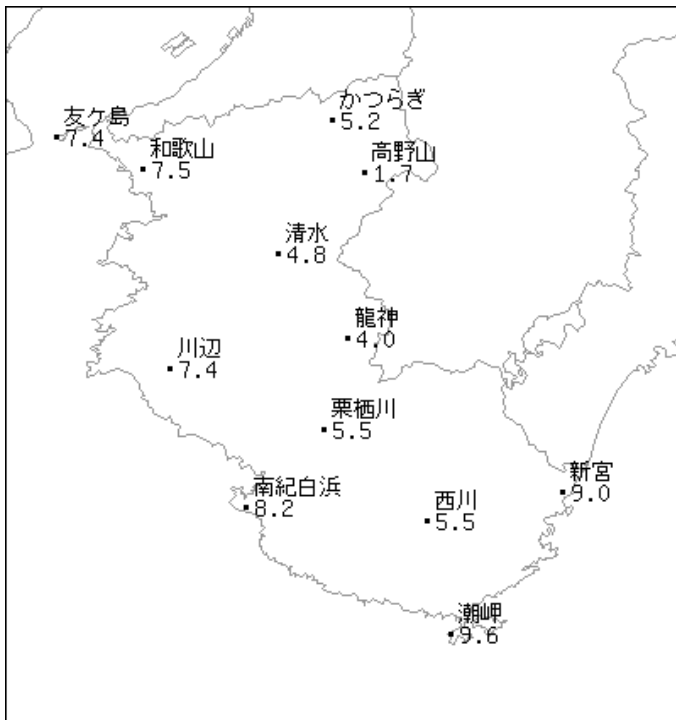 かつらぎ
5.2
友ケ島
7.4
和歌山
7.5
高野山
1.7
清水
4.8
龍神
4.0
川辺
7.4
栗栖川
5.5
新宮
9.0
南紀白浜
8.2
西川
5.5
潮岬
9.6